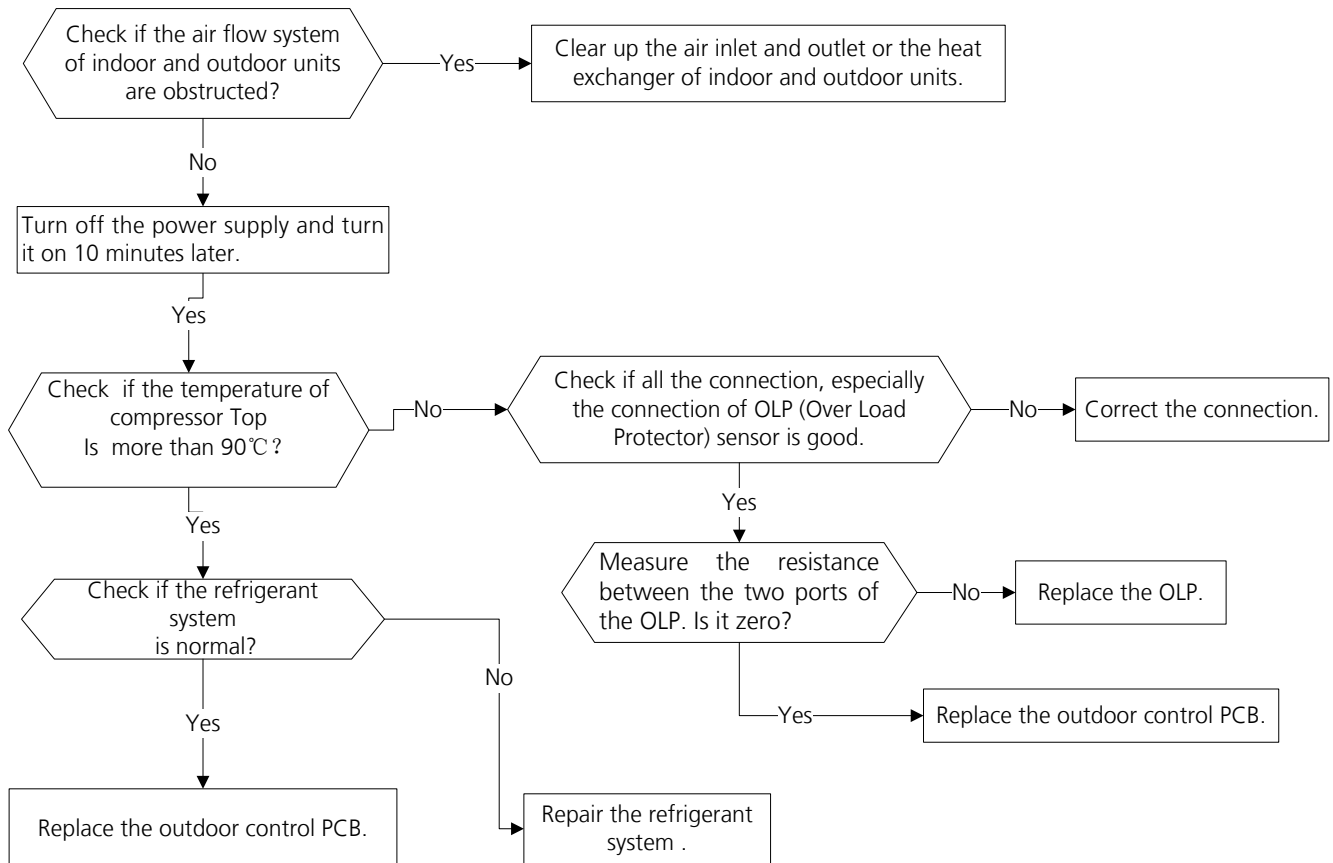 Check if the air flow system
of indoor and outdoor units
are obstructed?
Yes
Clear up the air inlet and outlet or the heat
exchanger of indoor and outdoor units.
No
Turn off the power supply and turn
it on 10 minutes later.
Yes
Check if the temperature of
compressor Top
Is more than 90℃?
No
Check if all the connection, especially
the connection of OLP (Over Load
Protector) sensor is good.
No
Correct the connection.
Yes
Yes
Measure the resistance
between the two ports of
the OLP. Is it zero?
No
Replace the OLP.
Check if the refrigerant
system
is normal?
No
Yes
Yes
Replace the outdoor control PCB.
Replace the outdoor control PCB.
Repair the refrigerant
system .